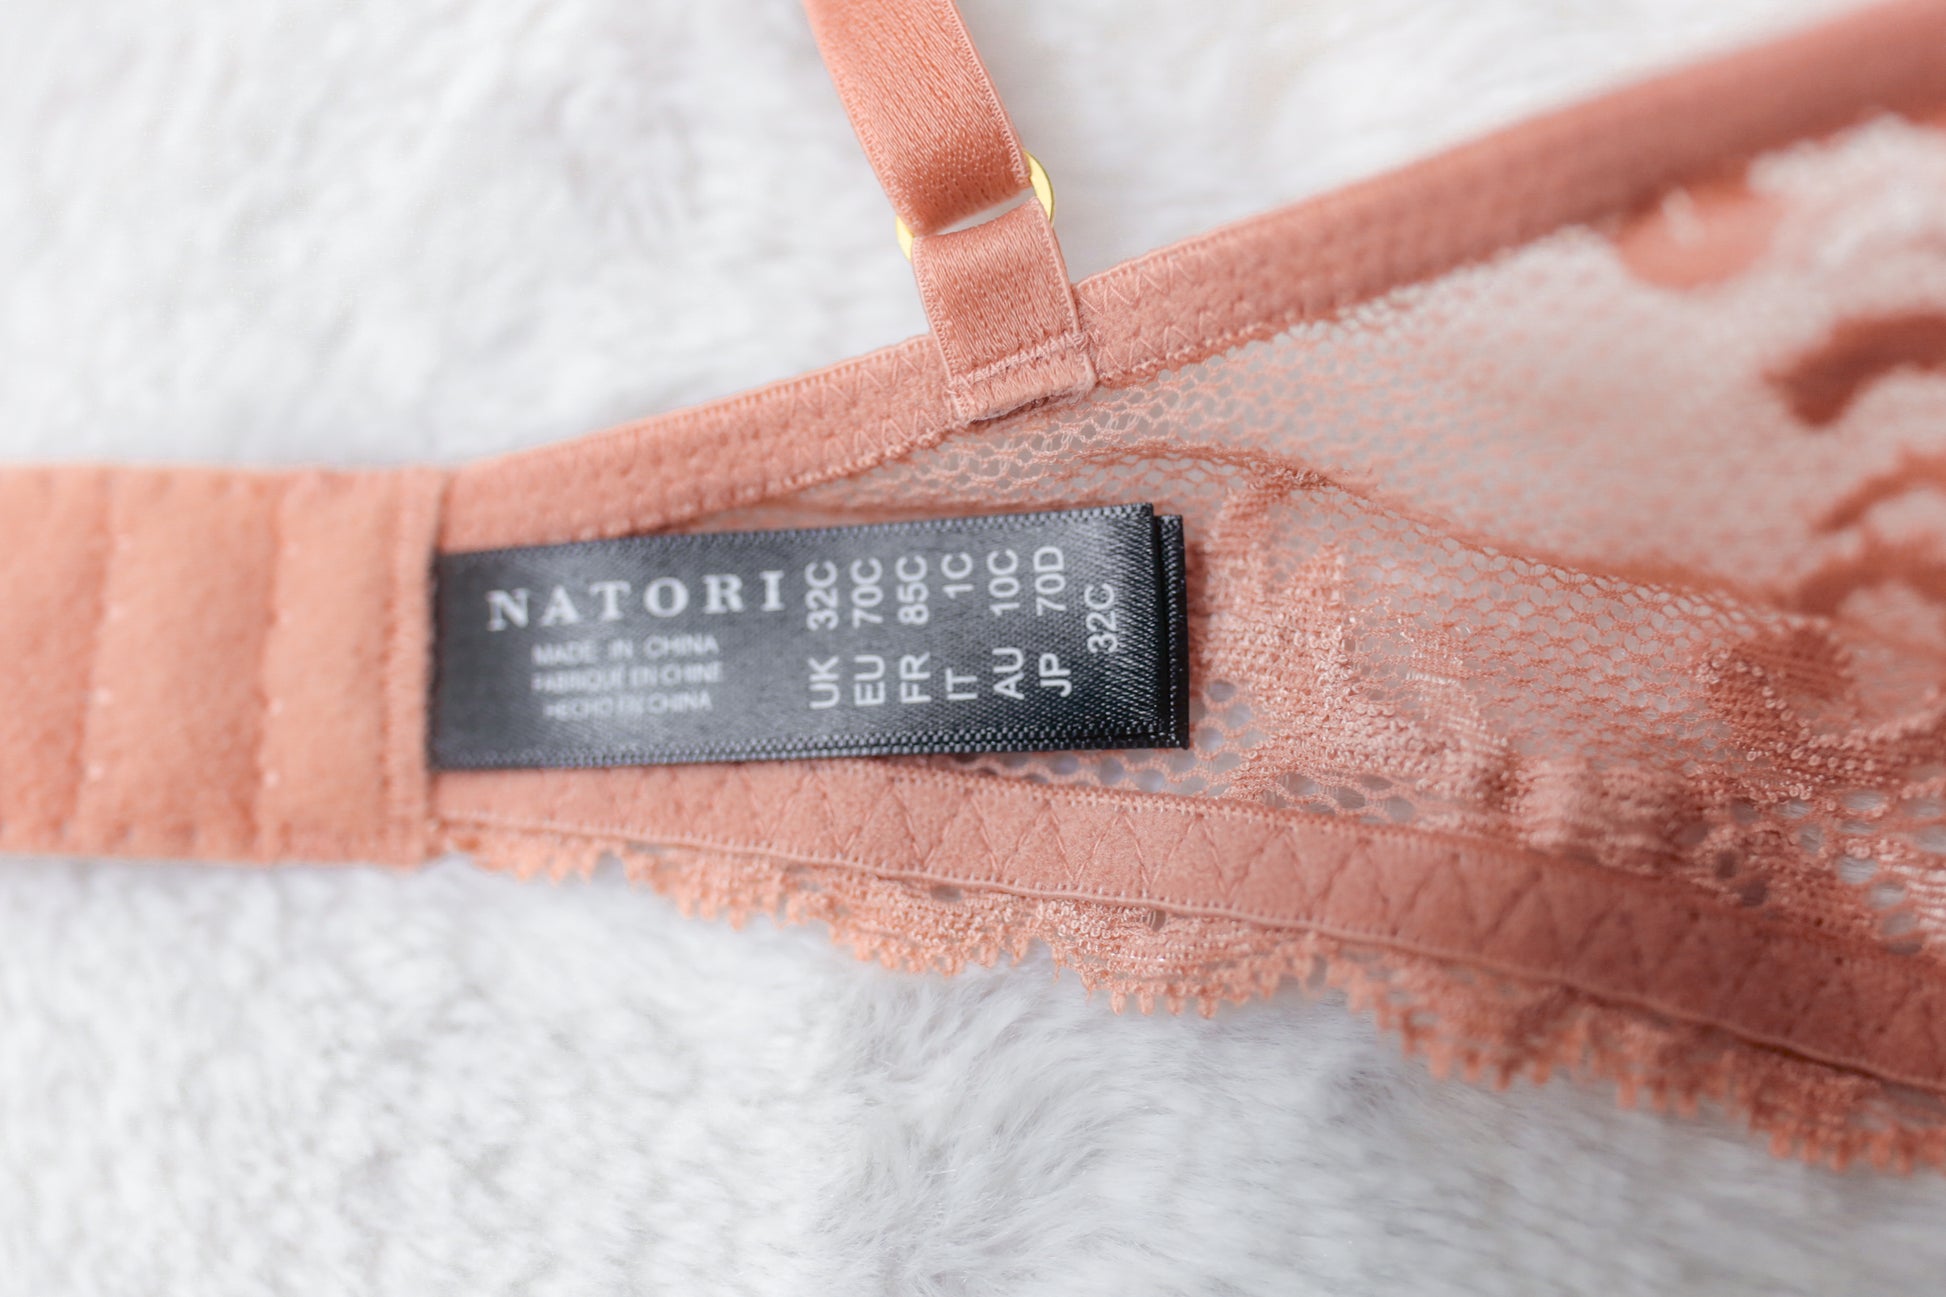 NATORI
MADE IN CHINA
FABRIQUÉ EN CHINE
HECHO EN CHINA
UK 32C
EU 70C
FR 85C
IT 1C
AU 10C
JP 70D
32C